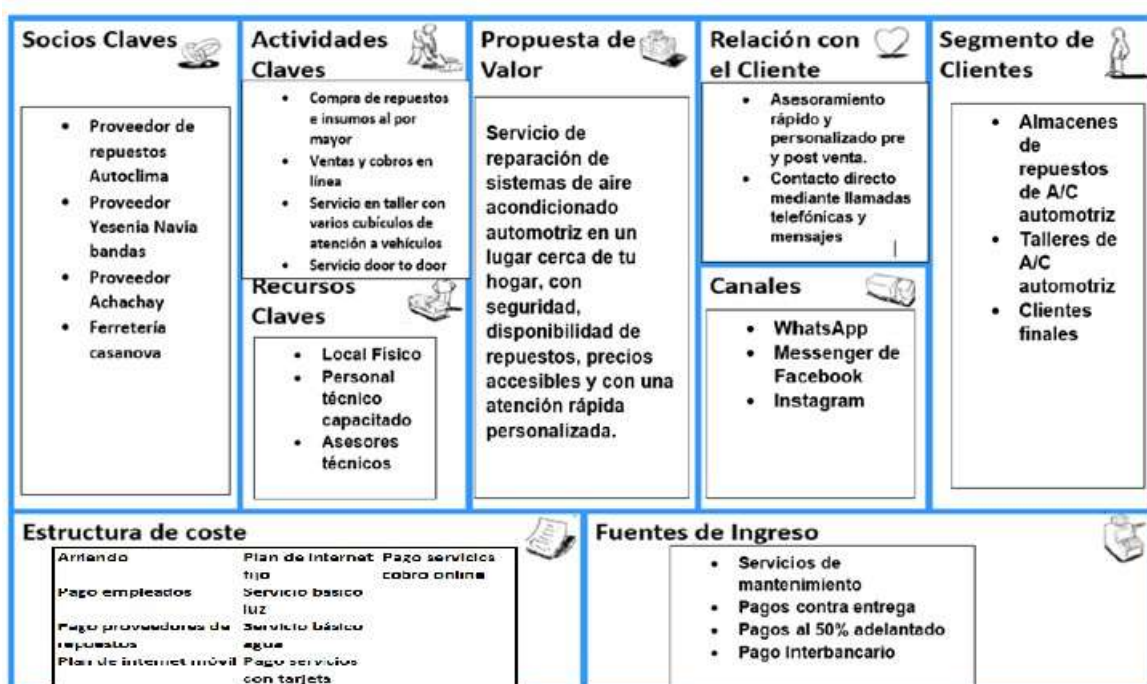 Socios Claves
• Proveedor de
repuestos
Autoclima
• Proveedor
Yesenia Navia
bandas
• Proveedor
Achachay
• Ferretería
casanova
Actividades
Claves
• Compra de repuestos
e insumos al por
mayor
• Ventas y cobros en
línea
• Servicio en taller con
varios cubículos de
atención a vehículos
• Servicio door to door
Recursos
Claves
• Local Físico
• Personal
técnico
capacitado
• Asesores
técnicos
Propuesta de
Valor
Servicio de
reparación de
sistemas de aire
acondicionado
automotriz en un
lugar cerca de tu
hogar, con
seguridad,
disponibilidad de
repuestos, precios
accesibles y con una
atención rápida
personalizada.
Relación con
el Cliente
• Asesoramiento
rápido y
personalizado pre
y post venta.
• Contacto directo
mediante llamadas
telefónicas y
mensajes
Canales
• WhatsApp
• Messenger de
Facebook
• Instagram
Segmento de
Clientes
• Almacenes
de
repuestos
de A/C
automotriz
• Talleres de
A/C
automotriz
• Clientes
finales
Estructura de coste
Arriendo
Pago empleados
Pago proveedores de
repuestos
Plan de internet móvil
Plan de Internet
fijo
Servicio básico
luz
Servicio básico
agua
Pago servicios
con tarjeta
Pago servicios
cobro online
Fuentes de Ingreso
• Servicios de
mantenimiento
• Pagos contra entrega
• Pagos al 50% adelantado
• Pago Interbancario